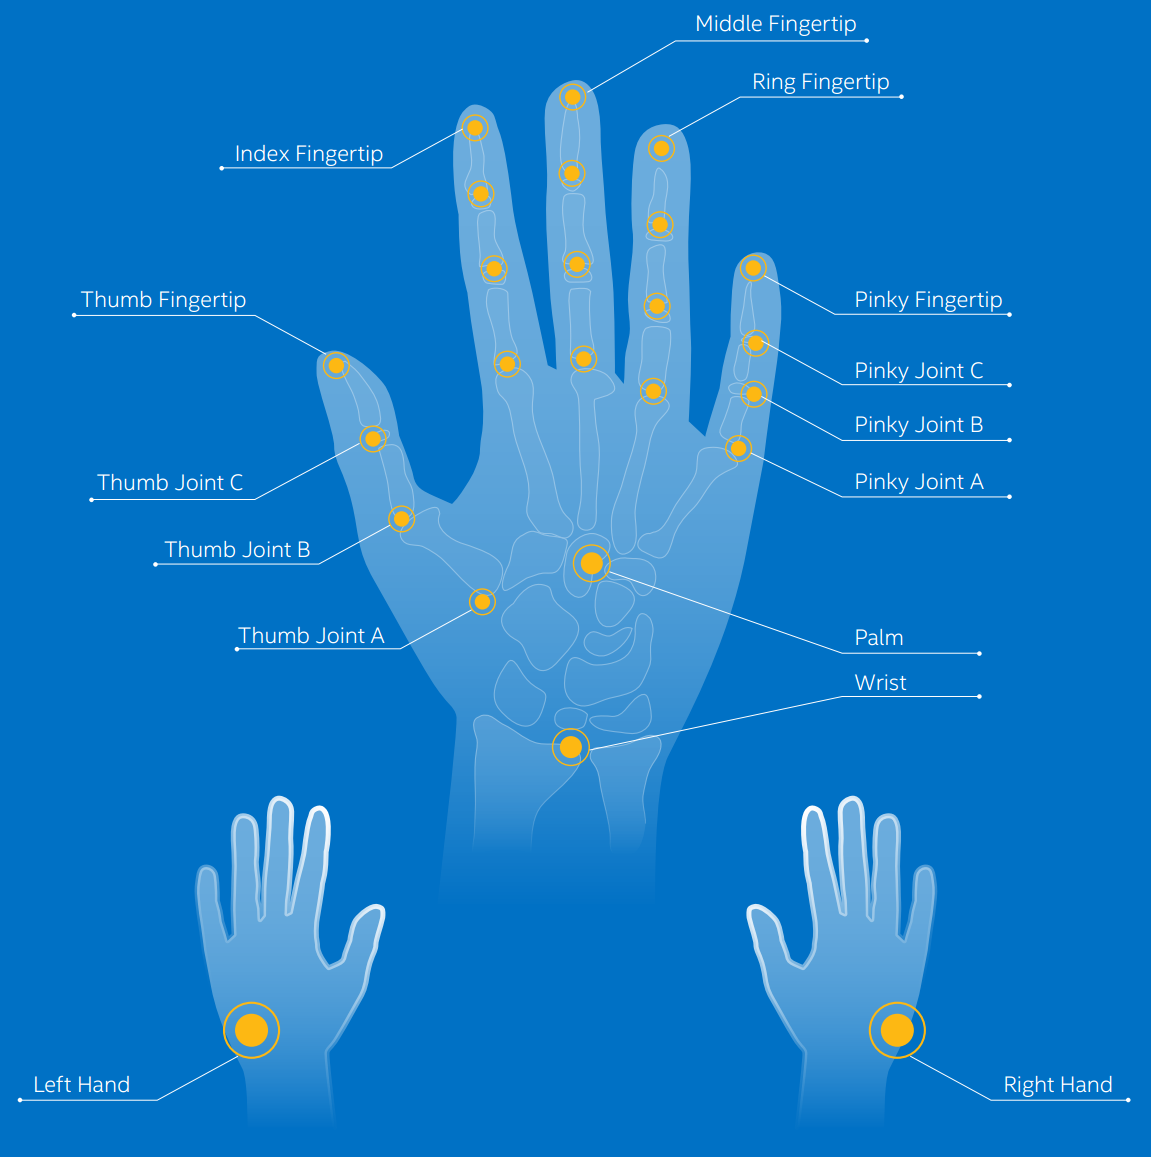 Middle Fingertip
Ring Fingertip
Index Fingertip
Thumb Fingertip
Pinky Fingertip
Pinky Joint C
Pinky Joint B
Thumb Joint C
Pinky Joint A
Thumb Joint B
Thumb Joint A
Palm
Wrist
Left Hand
Right Hand